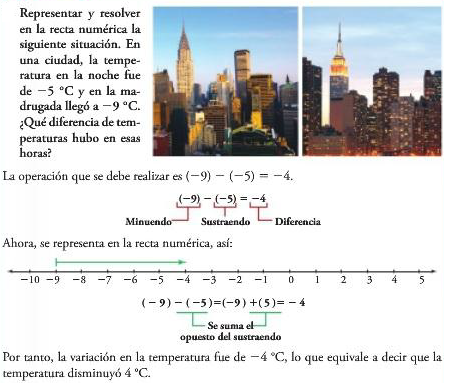 Representar y resolver
en la recta numérica la
siguiente situación. En
una ciudad, la tempe-
ratura en la noche fue
de −5 °C y en la ma-
drugada llegó a −9 °C.
¿Qué diferencia de tem-
peraturas hubo en esas
horas?
La operación que se debe realizar es (−9) − (−5) = −4.
(−9) − (−5) = −4
Minuendo Sustraendo Diferencia
Ahora, se representa en la recta numérica, así:
−10 −9 −8 −7 −6 −5 −4 −3 −2 −1 0 1 2 3 4 5
(−9) − (−5)=(−9) +(5)= − 4
Se suma el
opuesto del sustraendo
Por tanto, la variación en la temperatura fue de −4 °C, lo que equivale a decir que la
temperatura disminuyó 4 °C.